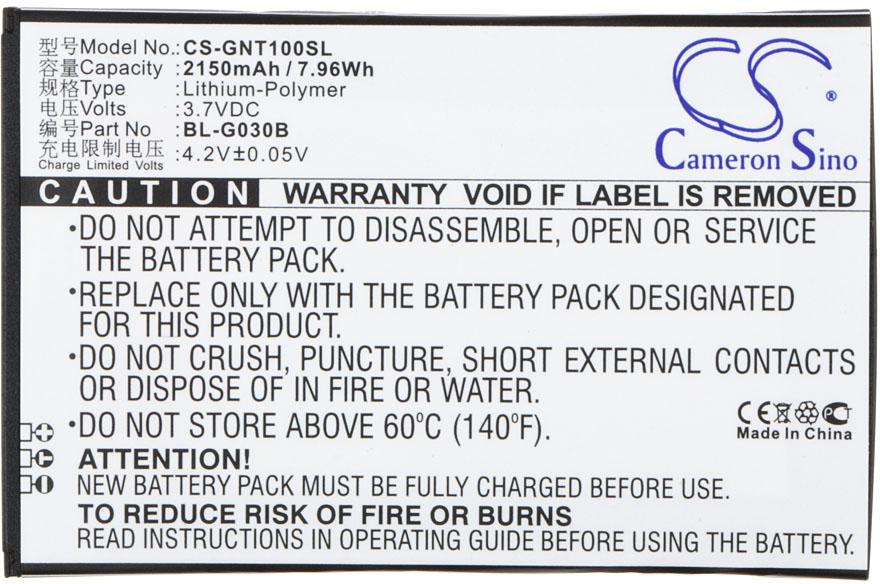 型号Model No.: CS-GNT100SL
容量Capacity: 2150mAh / 7.96Wh
规格Type : Lithium-Polymer
电压Volts : 3.7VDC
编号Part No : BL-G030B
充电限制电压 : 4.2V±0.05V
Charge Limited Volts
CS
®
Cameron Sino
CAUTION WARRANTY VOID IF LABEL IS REMOVED
•DO NOT ATTEMPT TO DISASSEMBLE, OPEN OR SERVICE
THE BATTERY PACK.
•REPLACE ONLY WITH THE BATTERY PACK DESIGNATED
FOR THIS PRODUCT.
•DO NOT CRUSH, PUNCTURE, SHORT EXTERNAL CONTACTS
OR DISPOSE OF IN FIRE OR WATER.
•DO NOT STORE ABOVE 60°C (140°F).
CE PCT
Made In China
ATTENTION!
NEW BATTERY PACK MUST BE FULLY CHARGED BEFORE USE.
TO REDUCE RISK OF FIRE OR BURNS
READ INSTRUCTIONS IN USER'S GUIDE BEFORE USING THE BATTERY.